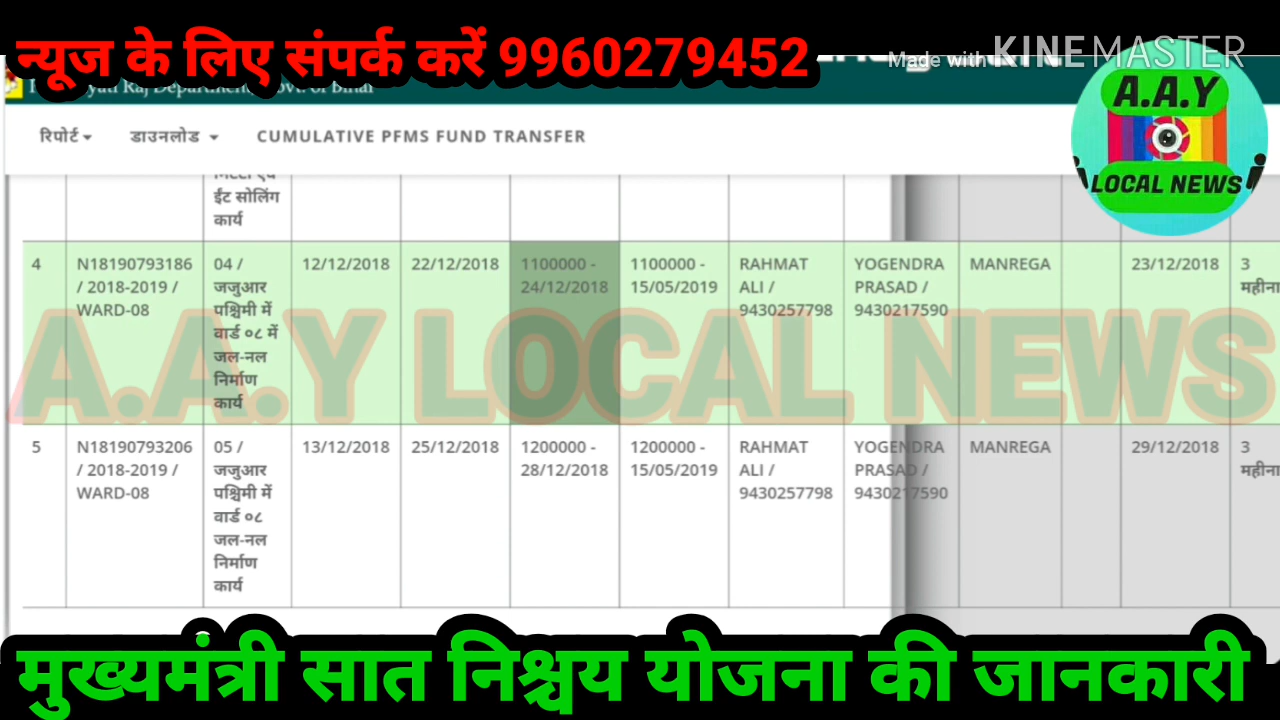 न्यूज के लिए संपर्क करें 9960279452
Made with KINEMASTER
A.A.Y
LOCAL NEWS
रिपोर्ट डाउनलोड CUMULATIVE PFMS FUND TRANSFER
ईट सोलिंग
कार्य
4 N18190793186 04 / 12/12/2018 22/12/2018 1100000 - 1100000 - RAHMAT YOGENDRA MANREGA 23/12/2018 3
/ 2018-2019 / जजुआर 24/12/2018 15/05/2019 ALI / PRASAD / महीना
WARD-08 पश्चिमी में 9430257798 9430217590
वार्ड ०८ में
जल-नल
निर्माण
कार्य
A.A.Y LOCAL NEWS
5 N18190793206 05 / 13/12/2018 25/12/2018 1200000 - 1200000 - RAHMAT YOGENDRA MANREGA 29/12/2018 3
/ 2018-2019 / जजुआर 28/12/2018 15/05/2019 ALI / PRASAD / महीना
WARD-08 पश्चिमी में 9430257798 9430217590
वार्ड ०८
जल-नल
निर्माण
कार्य
मुख्यमंत्री सात निश्चय योजना की जानकारी